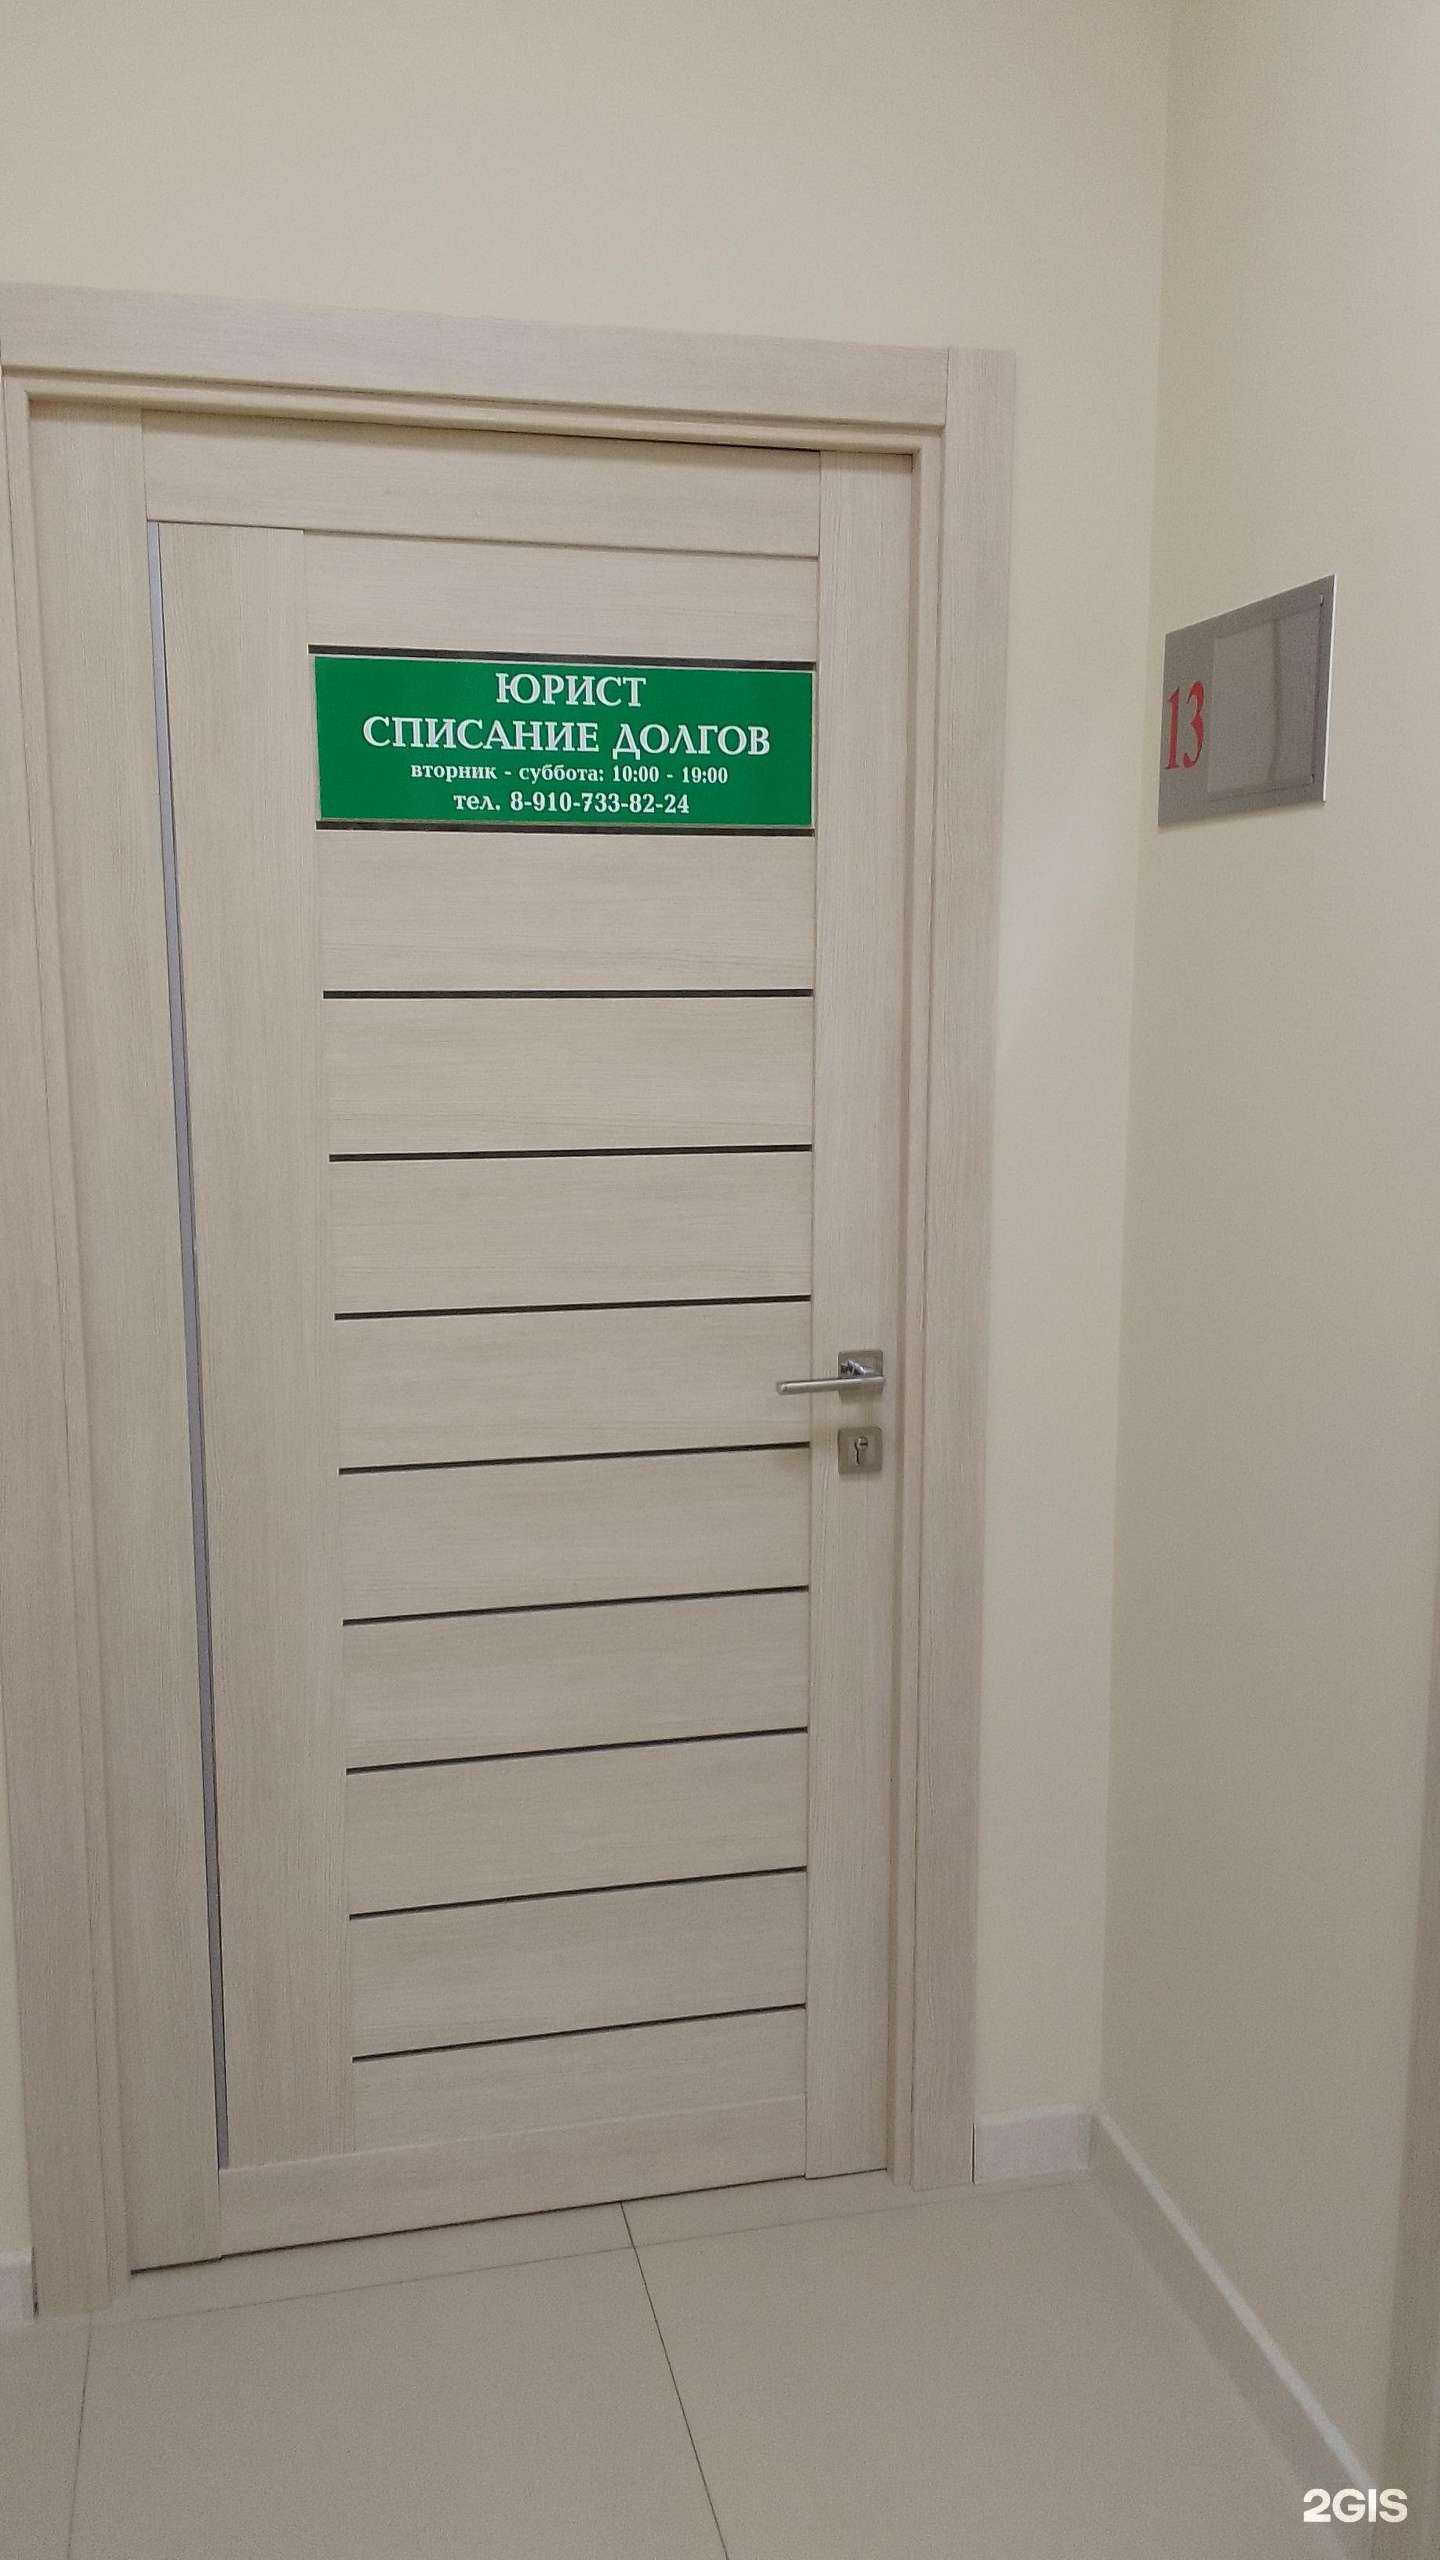 ЮРИСТ
СПИСАНИЕ ДОЛГОВ
вторник - суббота: 10:00 - 19:00
тел. 8-910-733-82-24
13
2GIS